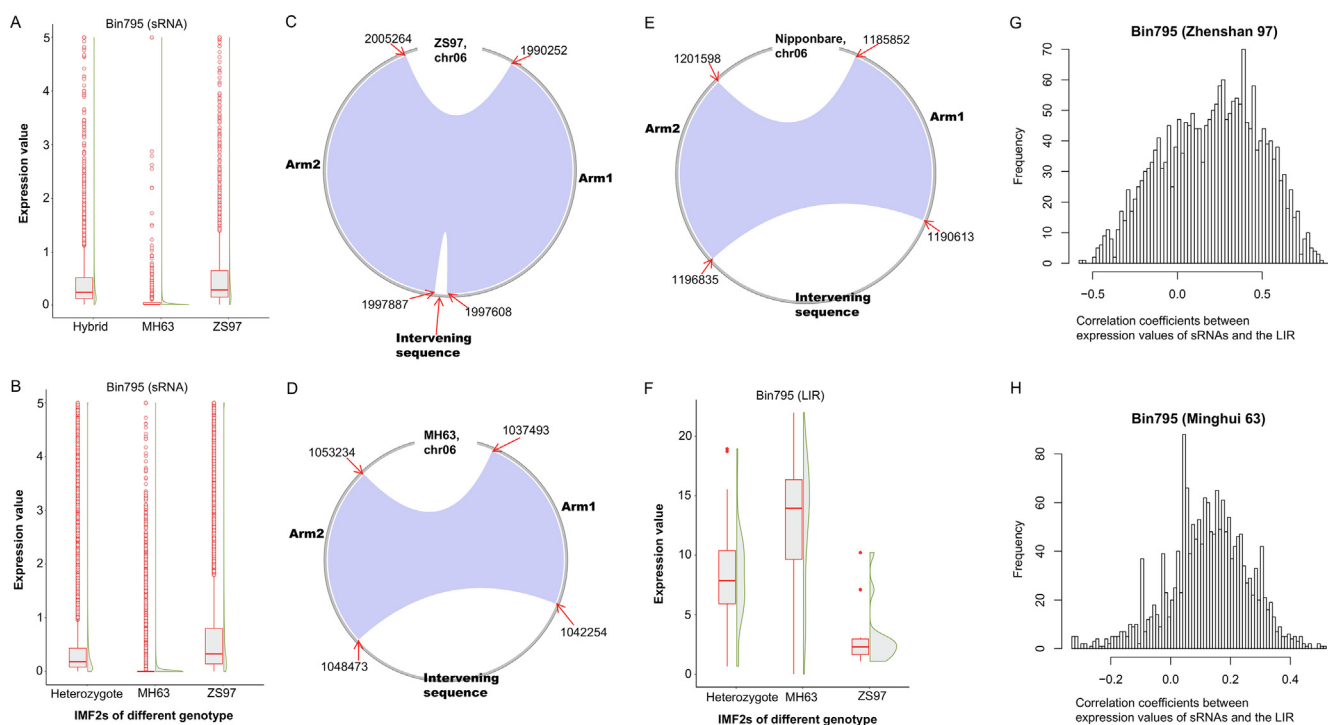 A
Bin795 (sRNA)
Expression value
5
4
3
2
1
0
Hybrid
MH63
ZS97
B
Bin795 (sRNA)
Expression value
5
4
3
2
1
0
Heterozygote
MH63
ZS97
IMF2s of different genotype
C
ZS97,
chr06
2005264
1990252
Arm2
Arm1
1997887
1997608
Intervening
sequence
D
MH63,
chr06
1053234
1037493
Arm2
Arm1
1048473
1042254
Intervening
sequence
E
Nipponbare,
chr06
1201598
1185852
Arm2
Arm1
1196835
1190613
Intervening
sequence
F
Bin795 (LIR)
Expression value
20
15
10
5
0
Heterozygote
MH63
ZS97
IMF2s of different genotype
G
Bin795 (Zhenshan 97)
Frequency
70
60
50
40
30
20
10
0
−0.5
0.0
0.5
Correlation coefficients between
expression values of sRNAs and the LIR
H
Bin795 (Minghui 63)
Frequency
80
60
40
20
0
−0.2
0.0
0.2
0.4
Correlation coefficients between
expression values of sRNAs and the LIR